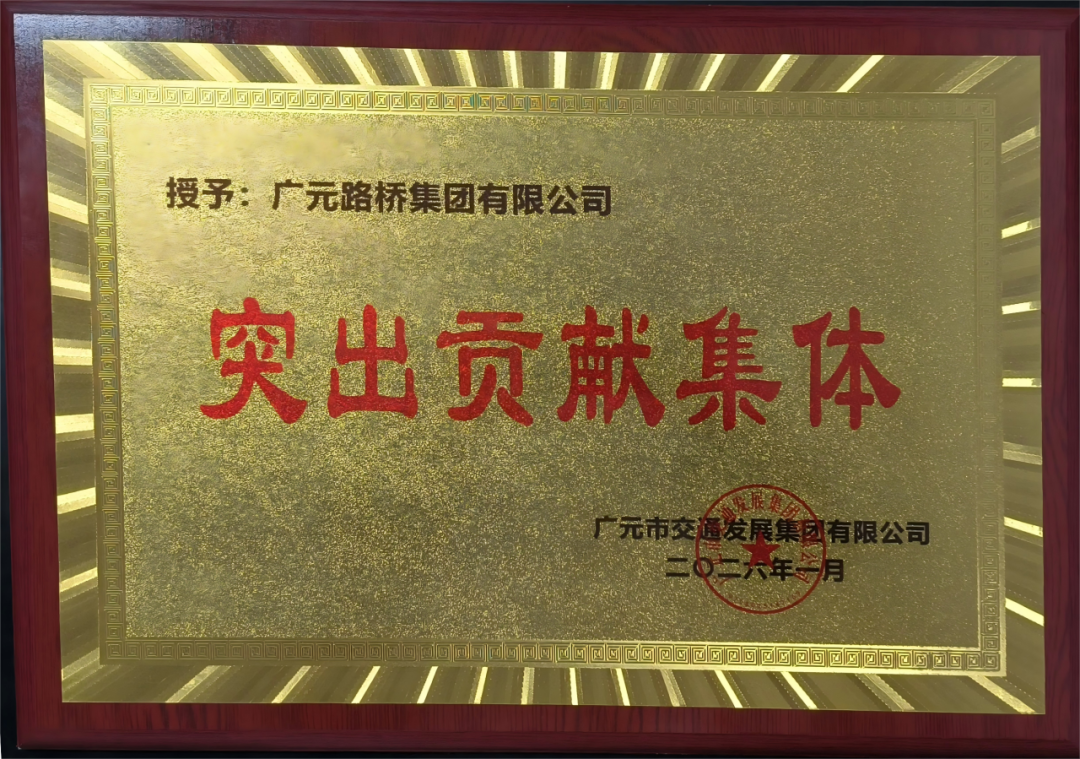 授予：广元路桥集团有限公司
突出贡献集体
广元市交通发展集团有限公司
二〇二六年一月